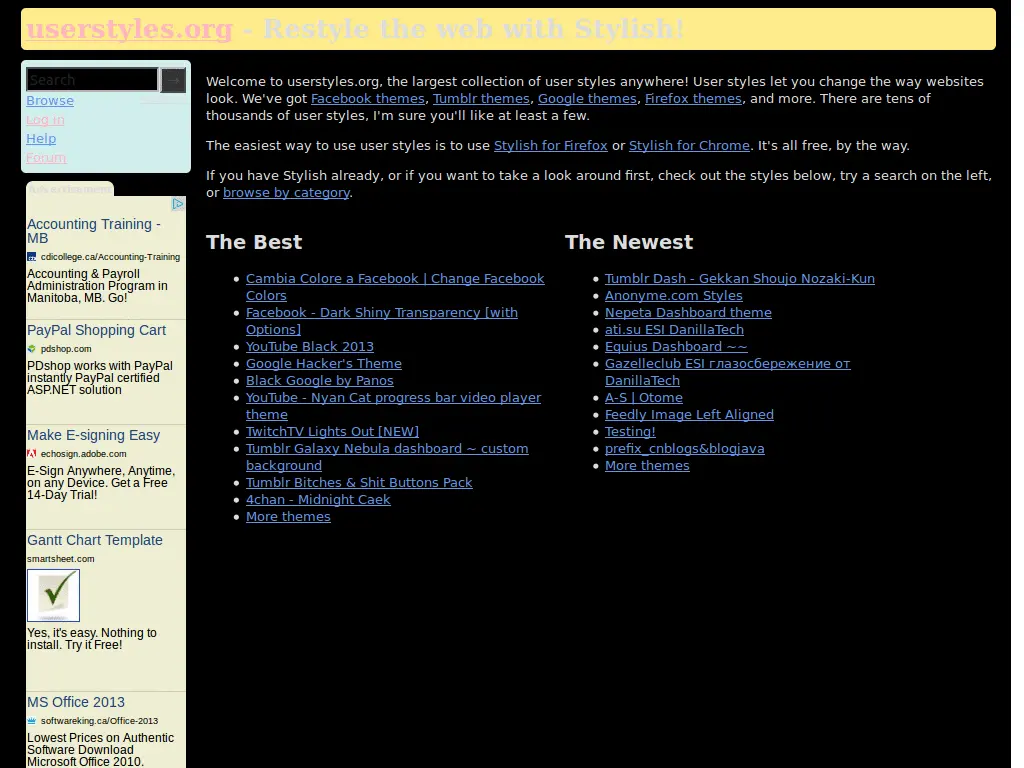 userstyles.org - Restyle the web with Stylish!
Search
→
Browse
Log in
Help
Forum
Welcome to userstyles.org, the largest collection of user styles anywhere! User styles let you change the way websites
look. We've got Facebook themes, Tumblr themes, Google themes, Firefox themes, and more. There are tens of
thousands of user styles, I'm sure you'll like at least a few.
The easiest way to use user styles is to use Stylish for Firefox or Stylish for Chrome. It's all free, by the way.
If you have Stylish already, or if you want to take a look around first, check out the styles below, try a search on the left,
or browse by category.
Accounting Training -
MB
cdicollege.ca/Accounting-Training
Accounting & Payroll
Administration Program in
Manitoba, MB. Go!
PayPal Shopping Cart
pdshop.com
PDshop works with PayPal
instantly PayPal certified
ASP.NET solution
Make E-signing Easy
echosign.adobe.com
E-Sign Anywhere, Anytime,
on any Device. Get a Free
14-Day Trial!
Gantt Chart Template
smartsheet.com
Yes, it's easy. Nothing to
install. Try it Free!
MS Office 2013
softwareking.ca/Office-2013
Lowest Prices on Authentic
Software Download
Microsoft Office 2010.
The Best
Cambia Colore a Facebook | Change Facebook
Colors
Facebook - Dark Shiny Transparency [with
Options]
YouTube Black 2013
Google Hacker's Theme
Black Google by Panos
YouTube - Nyan Cat progress bar video player
theme
TwitchTV Lights Out [NEW]
Tumblr Galaxy Nebula dashboard ~ custom
background
Tumblr Bitches & Shit Buttons Pack
4chan - Midnight Caek
More themes
The Newest
Tumblr Dash - Gekkan Shoujo Nozaki-Kun
Anonyme.com Styles
Nepeta Dashboard theme
ati.su ESI DanillaTech
Equius Dashboard ~~
Gazelleclub ESI глазосбережение от
DanillaTech
A-S | Otome
Feedly Image Left Aligned
Testing!
prefix_cnblogs&blogjava
More themes